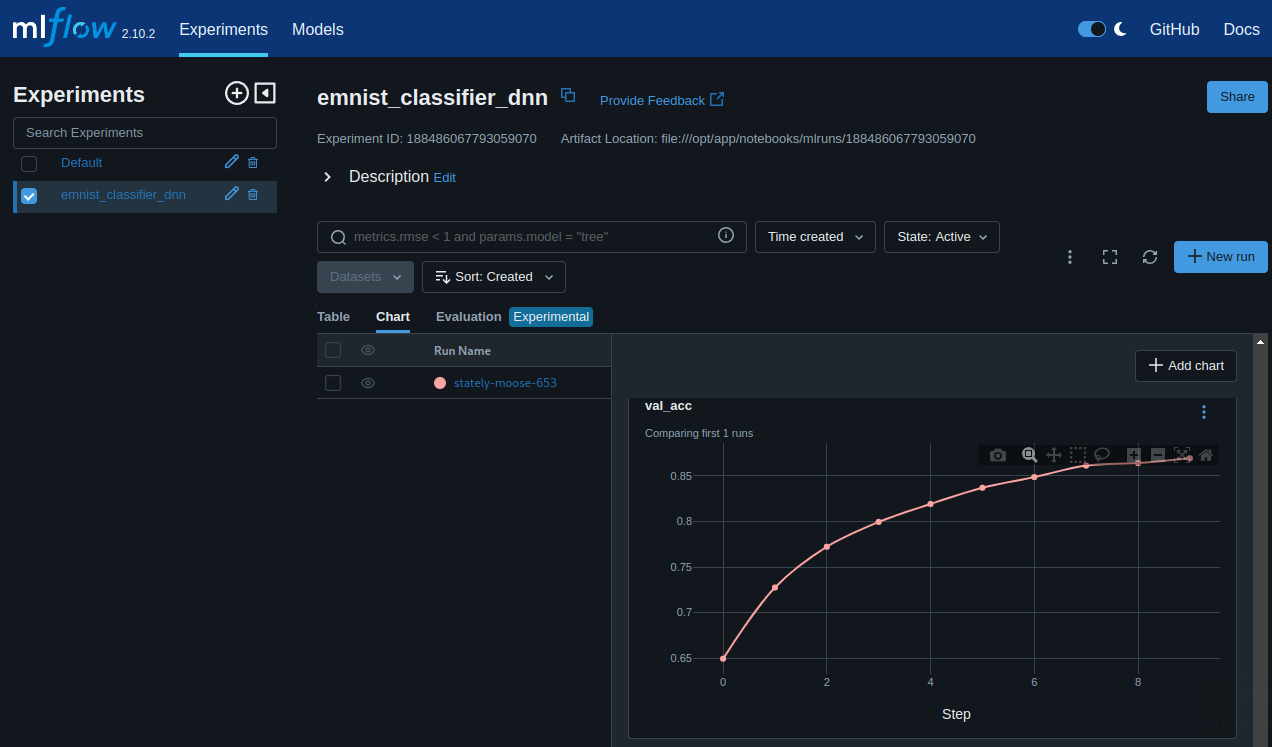 mlflow 2.10.2 Experiments Models GitHub Docs
Experiments
Search Experiments
Default
emnist_classifier_dnn
emnist_classifier_dnn Provide Feedback Share
Experiment ID: 188486067793059070 Artifact Location: file:///opt/app/notebooks/mlruns/188486067793059070
Description Edit
metrics.rmse < 1 and params.model = "tree" Time created State: Active
New run
Datasets Sort: Created
Table Chart Evaluation Experimental
Run Name
stately-moose-653
Add chart
val_acc
Comparing first 1 runs
0.85
0.8
0.75
0.7
0.65
0 2 4 6 8
Step